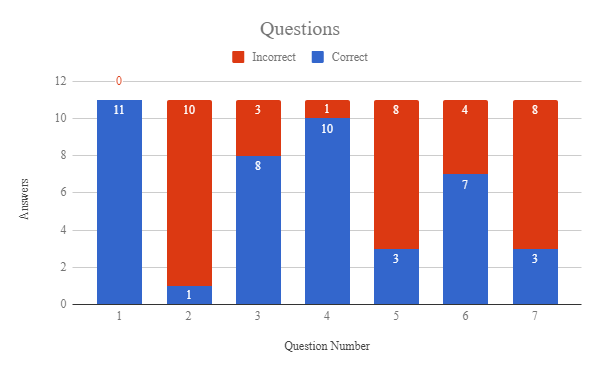 Questions
Incorrect Correct
12 0
11 10 3 1 8 4 8
10 10
8 8
7
6
4
3 3
2
1
0
1 2 3 4 5 6 7
Answers
Question Number